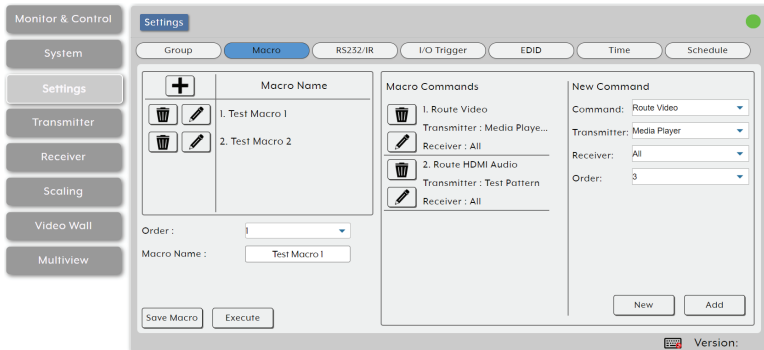 Monitor & Control
System
Settings
Transmitter
Receiver
Scaling
Video Wall
Multiview
Settings
Group Macro RS232/IR I/O Trigger EDID Time Schedule
Macro Name
1. Test Macro 1
2. Test Macro 2
Order : 1
Macro Name : Test Macro 1
Save Macro Execute
Macro Commands
1. Route Video
Transmitter : Media Playe...
Receiver : All
2. Route HDMI Audio
Transmitter : Test Pattern
Receiver : All
New Command
Command: Route Video
Transmitter: Media Player
Receiver: All
Order: 3
New Add
Version: